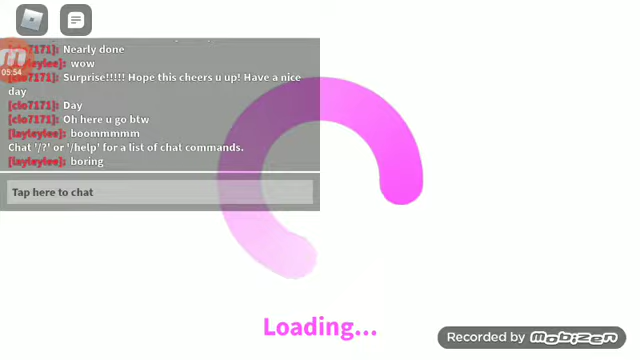 [clo7171]: Nearly done
[layleylee]: wow
[clo7171]: Surprise!!!!! Hope this cheers u up! Have a nice
day
[clo7171]: Day
[clo7171]: Oh here u go btw
[layleylee]: boommmmm
Chat '/?' or '/help' for a list of chat commands.
[layleylee]: boring
05:54
Tap here to chat
Loading...
Recorded by mobizen